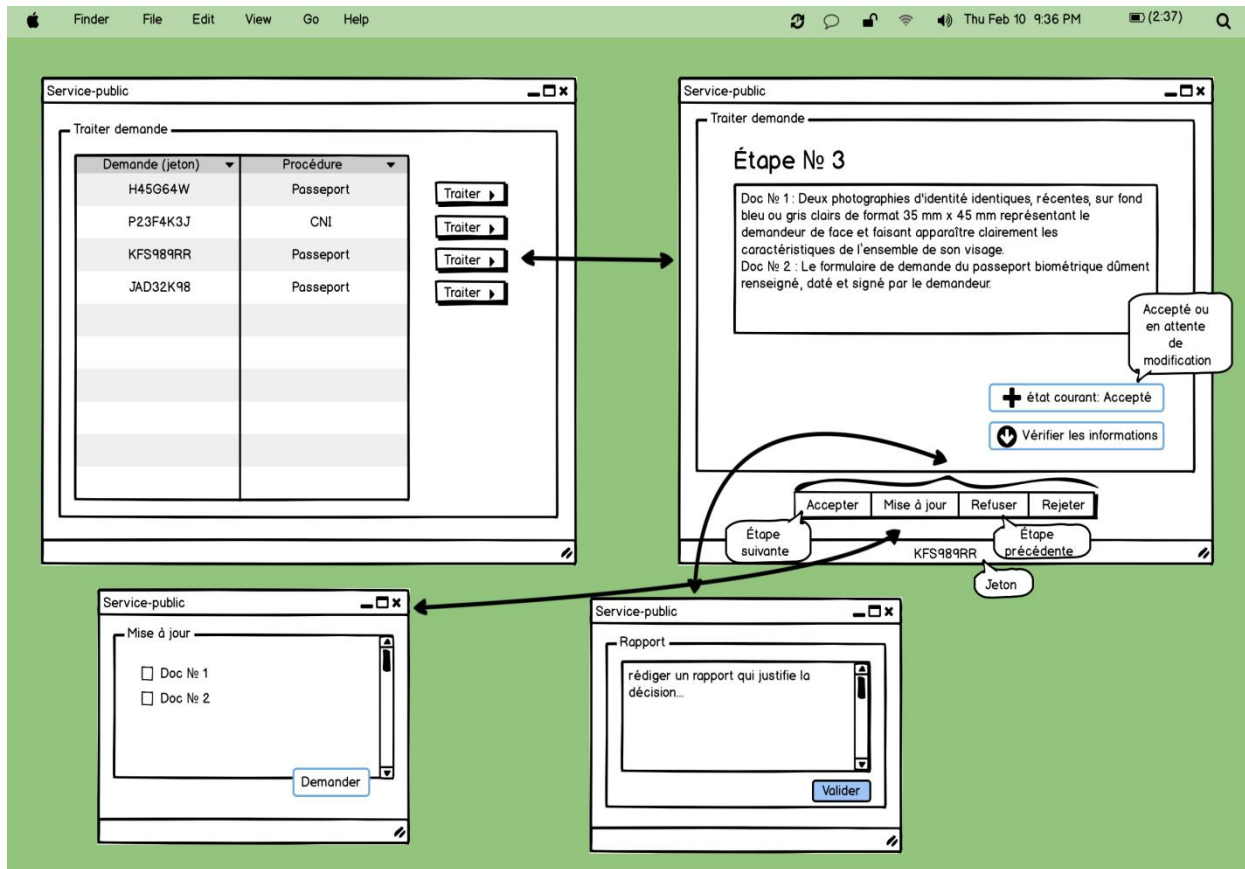 Finder File Edit View Go Help Thu Feb 10 9:36 PM (2:37)
Service-public
Traiter demande
Demande (jeton) Procédure
H45G64W Passeport Traiter
P23F4K3J CNI Traiter
KFS989RR Passeport Traiter
JAD32K98 Passeport Traiter
Service-public
Traiter demande
Étape № 3
Doc № 1 : Deux photographies d'identité identiques, récentes, sur fond
bleu ou gris clairs de format 35 mm x 45 mm représentant le
demandeur de face et faisant apparaître clairement les
caractéristiques de l'ensemble de son visage.
Doc № 2 : Le formulaire de demande du passeport biométrique dûment
renseigné, daté et signé par le demandeur.
Accepté ou
en attente
de
modification
état courant: Accepté
Vérifier les informations
Accepter Mise à jour Refuser Rejeter
Étape
suivante
Étape
précédente
KFS989RR
Jeton
Service-public
Mise à jour
Doc № 1
Doc № 2
Demander
Service-public
Rapport
rédiger un rapport qui justifie la
décision...
Valider